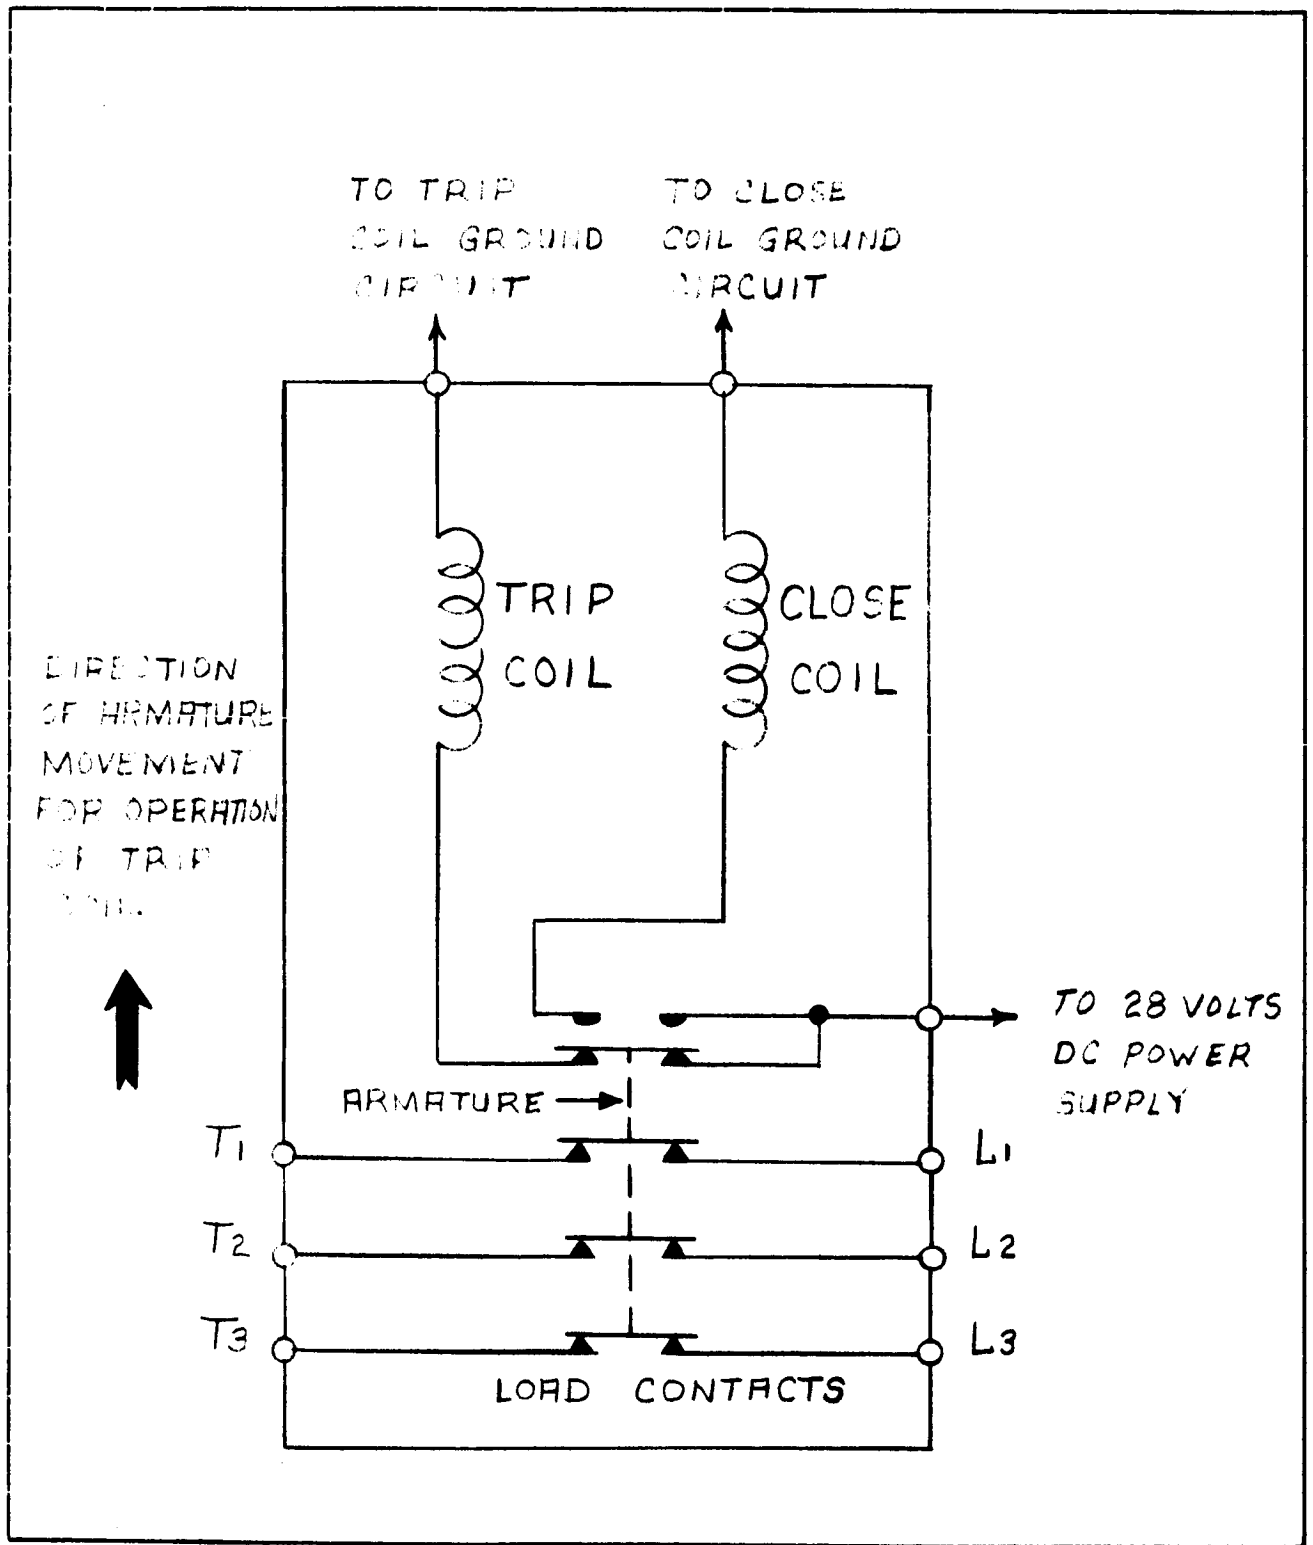 TO TRIP
COIL GROUND
CIRCUIT
TO CLOSE
COIL GROUND
CIRCUIT
TRIP
COIL
CLOSE
COIL
DIRECTION
OF ARMATURE
MOVEMENT
FOR OPERATION
OF TRIP
COIL.
TO 28 VOLTS
DC POWER
SUPPLY
ARMATURE
T1
L1
T2
L2
T3
L3
LOAD CONTACTS